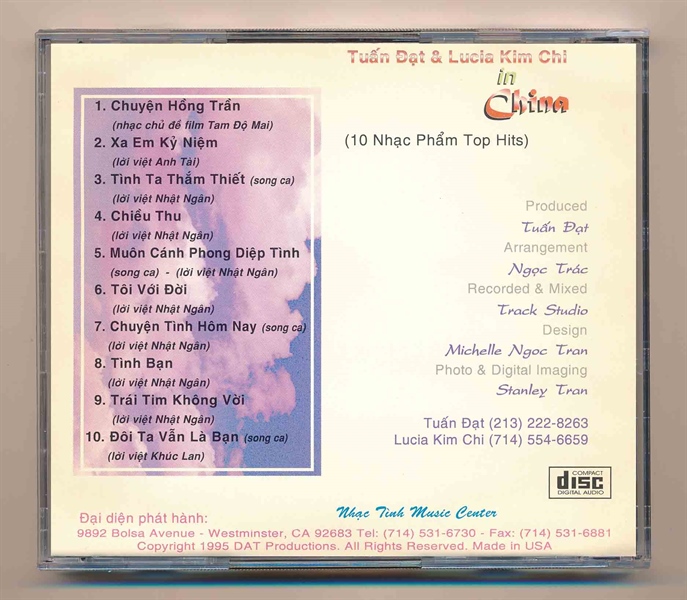 Tuấn Đạt & Lucia Kim Chi
in
China
(10 Nhạc Phẩm Top Hits)
1. Chuyện Hồng Trần
(nhạc chủ đề film Tam Độ Mai)
2. Xa Em Kỷ Niệm
(lời việt Anh Tài)
3. Tình Ta Thắm Thiết (song ca)
(lời việt Nhật Ngân)
4. Chiều Thu
(lời việt Nhật Ngân)
5. Muôn Cánh Phong Diệp Tình
(song ca) - (lời việt Nhật Ngân)
6. Tôi Với Đời
(lời việt Nhật Ngân)
7. Chuyện Tình Hôm Nay (song ca)
(lời việt Nhật Ngân)
8. Tình Bạn
(lời việt Nhật Ngân)
9. Trái Tim Không Vời
(lời việt Nhật Ngân)
10. Đôi Ta Vẫn Là Bạn (song ca)
(lời việt Khúc Lan)
Produced
Tuấn Đạt
Arrangement
Ngọc Trác
Recorded & Mixed
Track Studio
Design
Michelle Ngoc Tran
Photo & Digital Imaging
Stanley Tran
Tuấn Đạt (213) 222-8263
Lucia Kim Chi (714) 554-6659
COMPACT
disc
DIGITAL AUDIO
Đại diện phát hành:
Nhạc Tình Music Center
9892 Bolsa Avenue - Westminster, CA 92683 Tel: (714) 531-6730 - Fax: (714) 531-6881
Copyright 1995 DAT Productions. All Rights Reserved. Made in USA